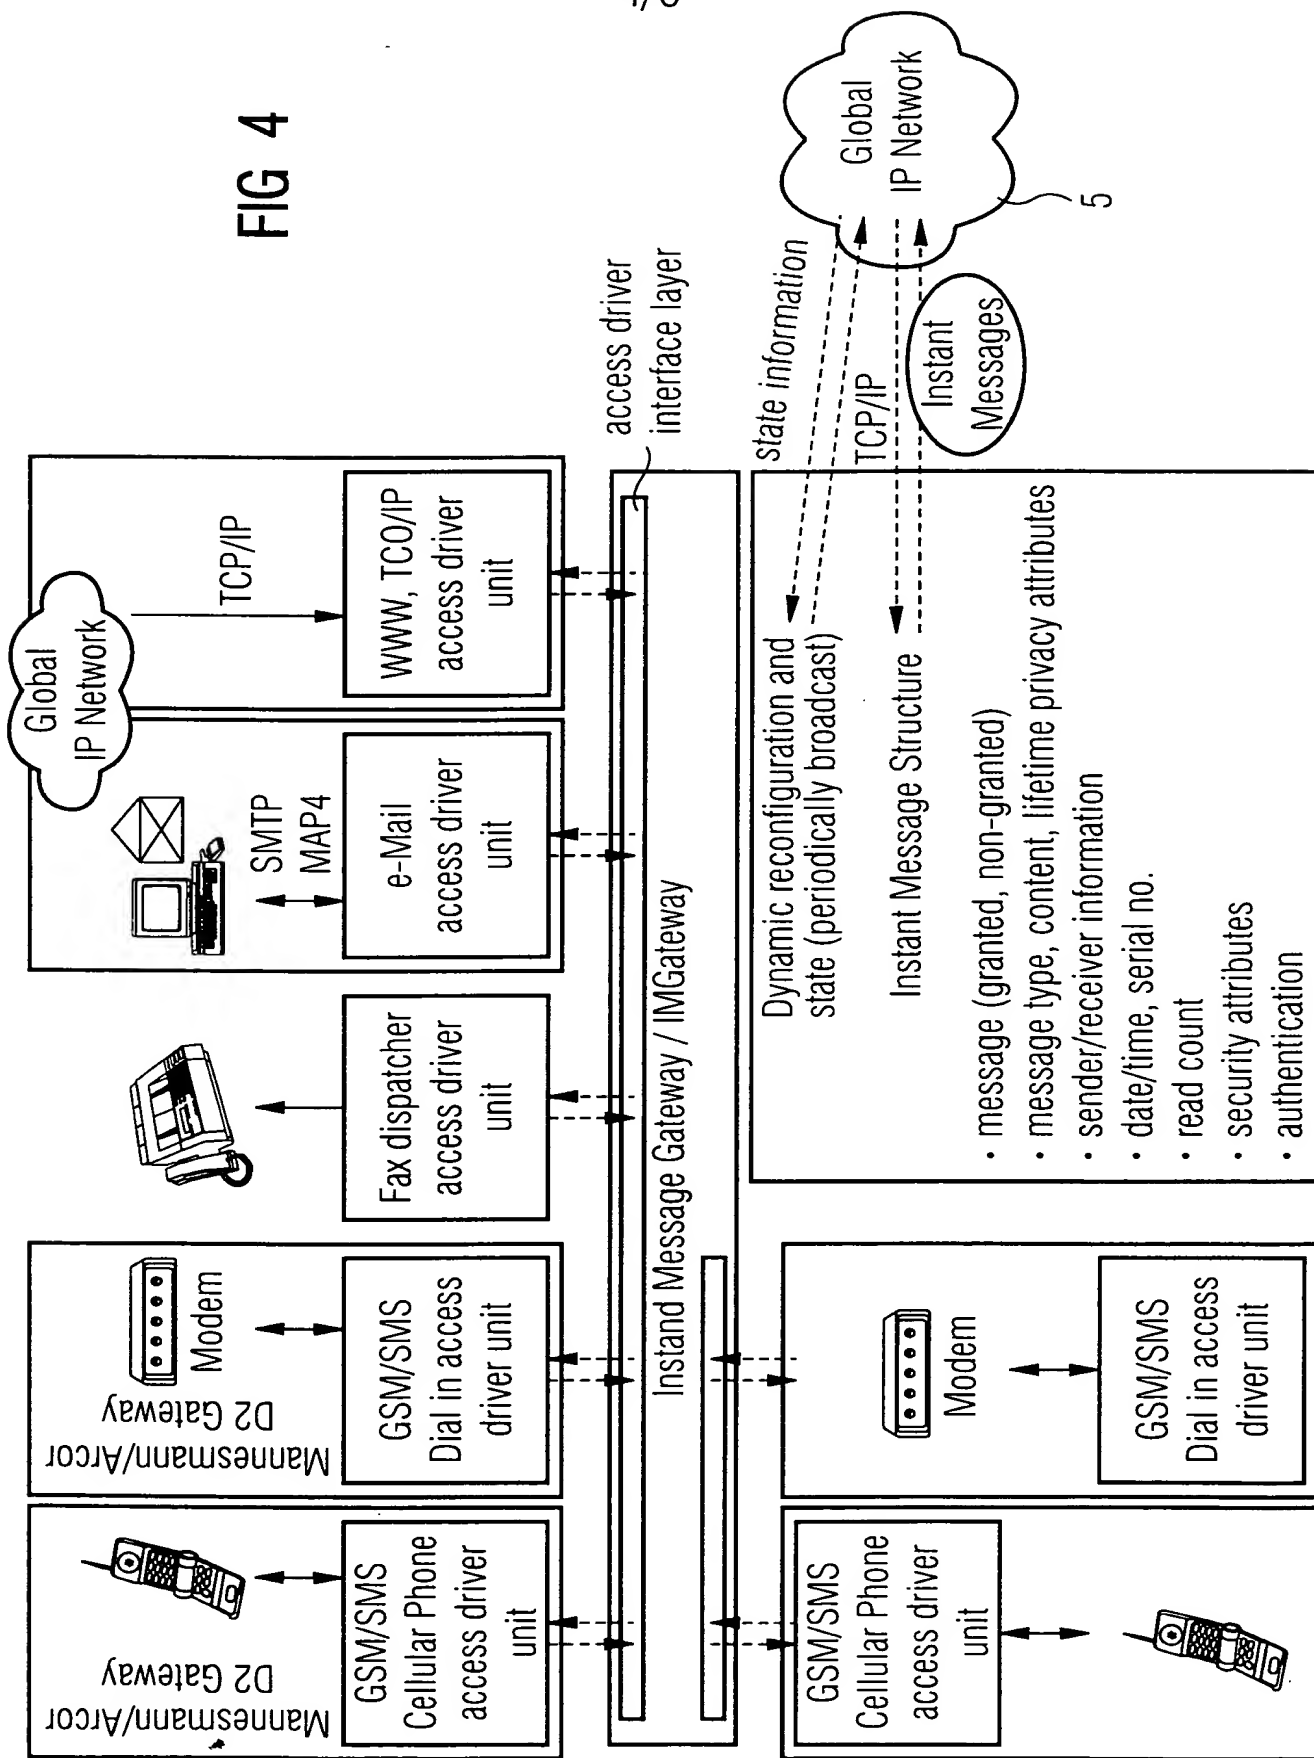 FIG 4
Mannesmann/Arcor
D2 Gateway
GSM/SMS
Cellular Phone
access driver
unit
Mannesmann/Arcor
D2 Gateway
Modem
GSM/SMS
Dial in access
driver unit
Fax dispatcher
access driver
unit
SMTP
MAP4
e-Mail
access driver
unit
Global
IP Network
TCP/IP
WWW, TCO/IP
access driver
unit
access driver
interface layer
Instand Message Gateway / IMGateway
GSM/SMS
Cellular Phone
access driver
unit
Modem
GSM/SMS
Dial in access
driver unit
Dynamic reconfiguration and
state (periodically broadcast)
Instant Message Structure
· message (granted, non-granted)
· message type, content, lifetime privacy attributes
· sender/receiver information
· date/time, serial no.
· read count
· security attributes
· authentication
state information
TCP/IP
Instant
Messages
Global
IP Network
5